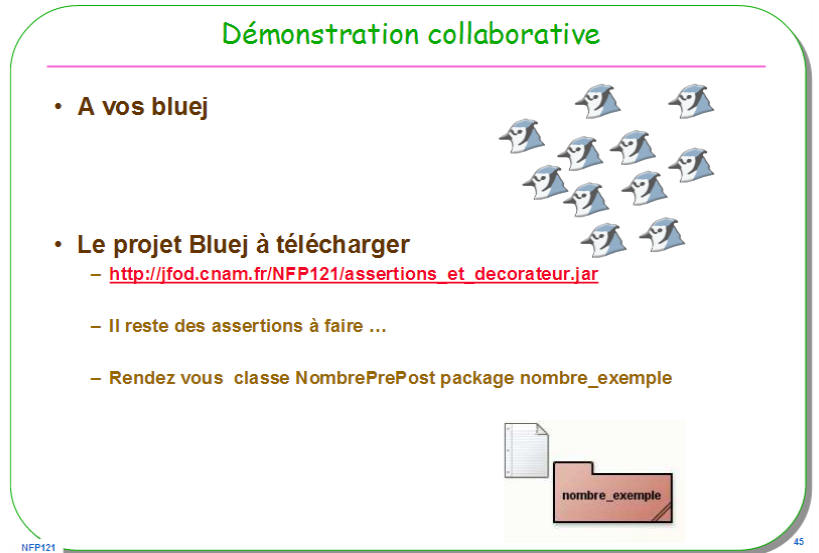 Démonstration collaborative
• A vos bluej
• Le projet Bluej à télécharger
– http://jfod.cnam.fr/NFP121/assertions_et_decorateur.jar
– Il reste des assertions à faire …
– Rendez vous  classe NombrePrePost package nombre_exemple
nombre_exemple
NFP121
45